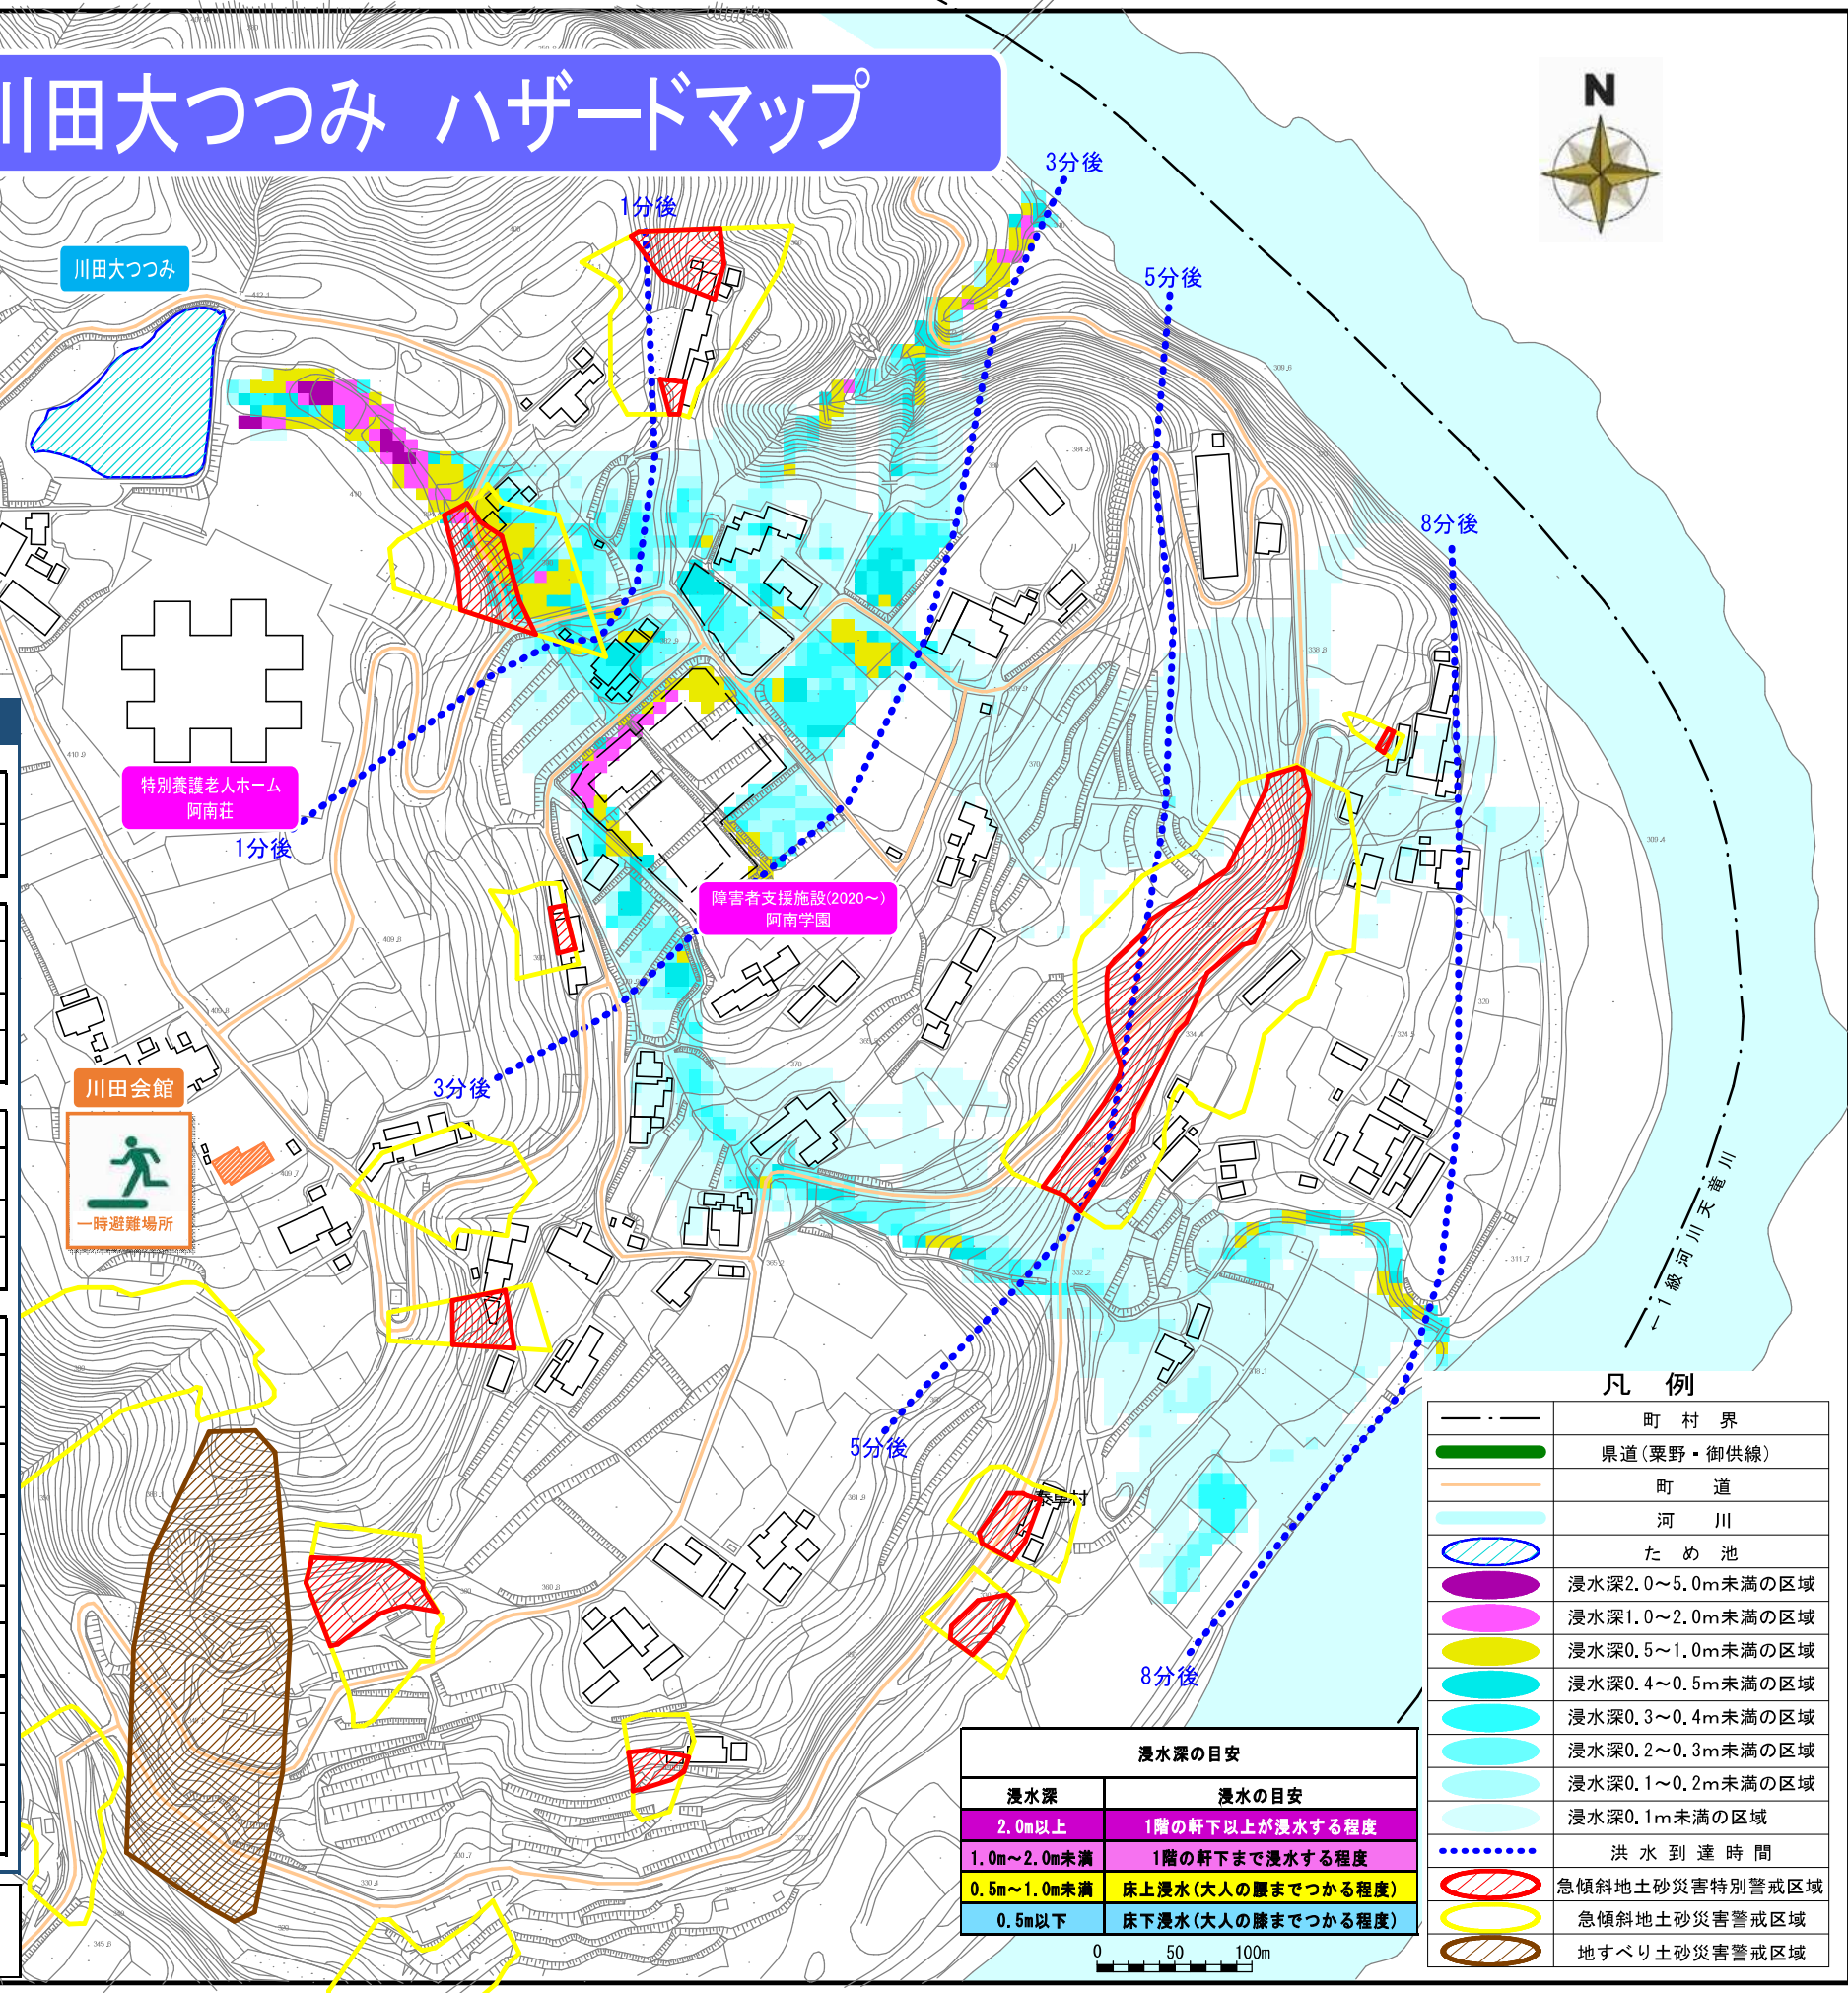 川田大つつみ ハザードマップ
N
3分後
1分後
川田大つつみ
5分後
8分後
特別養護老人ホーム
阿南荘
1分後
障害者支援施設(2020～)
阿南学園
川田会館
3分後
一時避難場所
←1級河川天竜川
5分後
泰阜村
8分後
凡 例
町 村 界
県道(粟野・御供線)
町 道
河 川
た め 池
浸水深2.0～5.0m未満の区域
浸水深1.0～2.0m未満の区域
浸水深0.5～1.0m未満の区域
浸水深0.4～0.5m未満の区域
浸水深0.3～0.4m未満の区域
浸水深0.2～0.3m未満の区域
浸水深0.1～0.2m未満の区域
浸水深0.1m未満の区域
洪 水 到 達 時 間
急傾斜地土砂災害特別警戒区域
急傾斜地土砂災害警戒区域
地すべり土砂災害警戒区域
浸水深の目安
浸水深 浸水の目安
2.0m以上 1階の軒下以上が浸水する程度
1.0m～2.0m未満 1階の軒下まで浸水する程度
0.5m～1.0m未満 床上浸水(大人の腰までつかる程度)
0.5m以下 床下浸水(大人の膝までつかる程度)
0 50 100m